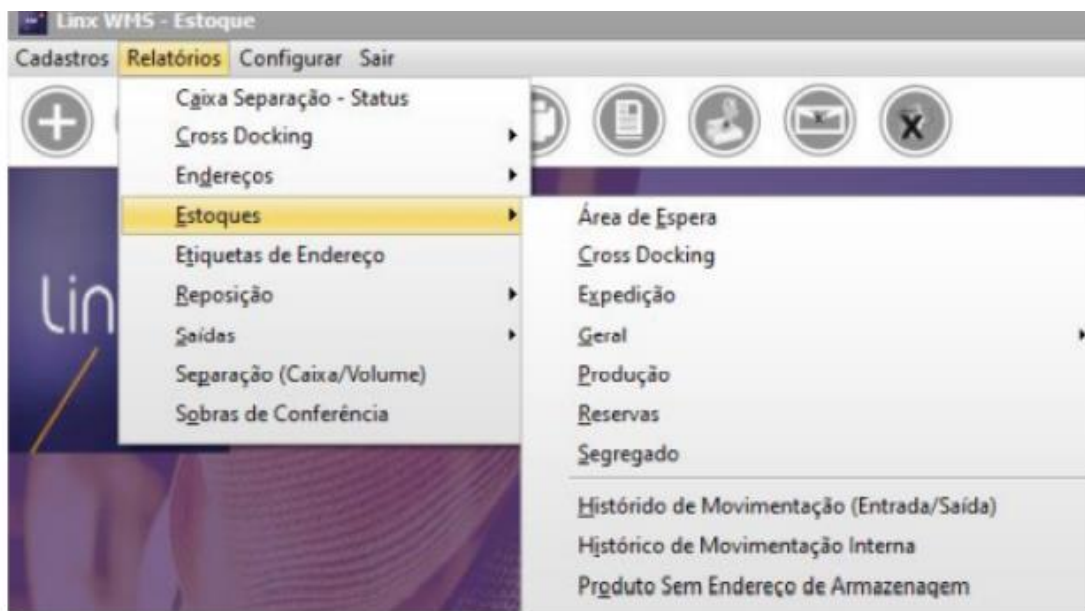 Linx WMS - Estoque
Cadastros Relatórios Configurar Sair
Caixa Separação - Status
Cross Docking
Endereços
Estoques
Etiquetas de Endereço
Reposição
Saídas
Separação (Caixa/Volume)
Sobras de Conferência
Área de Espera
Cross Docking
Expedição
Geral
Produção
Reservas
Segregado
Histórido de Movimentação (Entrada/Saída)
Histórico de Movimentação Interna
Produto Sem Endereço de Armazenagem
Lin